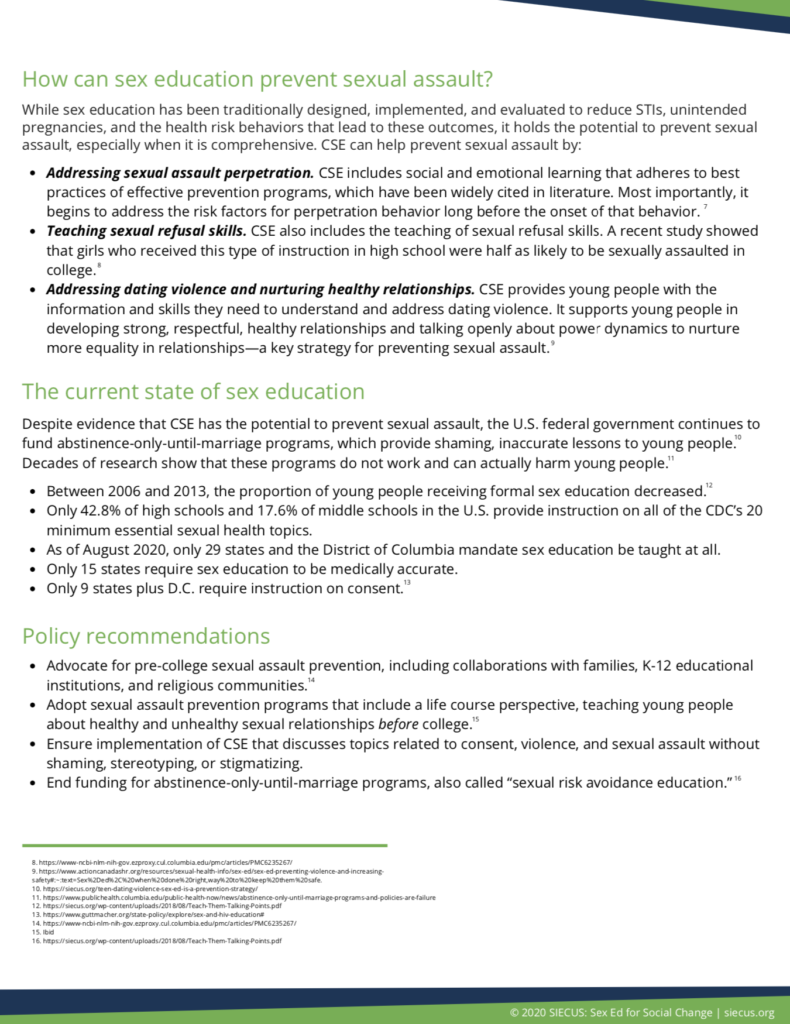 How can sex education prevent sexual assault?
While sex education has been traditionally designed, implemented, and evaluated to reduce STIs, unintended
pregnancies, and the health risk behaviors that lead to these outcomes, it holds the potential to prevent sexual
assault, especially when it is comprehensive. CSE can help prevent sexual assault by:
• Addressing sexual assault perpetration. CSE includes social and emotional learning that adheres to best
practices of effective prevention programs, which have been widely cited in literature. Most importantly, it
begins to address the risk factors for perpetration behavior long before the onset of that behavior. 7
• Teaching sexual refusal skills. CSE also includes the teaching of sexual refusal skills. A recent study showed
that girls who received this type of instruction in high school were half as likely to be sexually assaulted in
college.8
• Addressing dating violence and nurturing healthy relationships. CSE provides young people with the
information and skills they need to understand and address dating violence. It supports young people in
developing strong, respectful, healthy relationships and talking openly about power dynamics to nurture
more equality in relationships—a key strategy for preventing sexual assault.9
The current state of sex education
Despite evidence that CSE has the potential to prevent sexual assault, the U.S. federal government continues to
fund abstinence-only-until-marriage programs, which provide shaming, inaccurate lessons to young people.10
Decades of research show that these programs do not work and can actually harm young people.11
• Between 2006 and 2013, the proportion of young people receiving formal sex education decreased.12
• Only 42.8% of high schools and 17.6% of middle schools in the U.S. provide instruction on all of the CDC's 20
minimum essential sexual health topics.
• As of August 2020, only 29 states and the District of Columbia mandate sex education be taught at all.
• Only 15 states require sex education to be medically accurate.
• Only 9 states plus D.C. require instruction on consent.13
Policy recommendations
• Advocate for pre-college sexual assault prevention, including collaborations with families, K-12 educational
institutions, and religious communities.14
• Adopt sexual assault prevention programs that include a life course perspective, teaching young people
about healthy and unhealthy sexual relationships before college.15
• Ensure implementation of CSE that discusses topics related to consent, violence, and sexual assault without
shaming, stereotyping, or stigmatizing.
• End funding for abstinence-only-until-marriage programs, also called “sexual risk avoidance education.” 16
8. https://www-ncbi-nlm-nih-gov.ezproxy.cul.columbia.edu/pmc/articles/PMC6235267/
9. https://www.actioncanadashr.org/resources/sexual-health-info/sex-ed/sex-ed-preventing-violence-and-increasing-
safety#:~:text=Sex%2Ded%2C%20when%20done%20right,way%20to%20keep%20them%20safe.
10. https://siecus.org/teen-dating-violence-sex-ed-is-a-prevention-strategy/
11. https://www.publichealth.columbia.edu/public-health-now/news/abstinence-only-until-marriage-programs-and-policies-are-failure
12. https://siecus.org/wp-content/uploads/2018/08/Teach-Them-Talking-Points.pdf
13. https://www.guttmacher.org/state-policy/explore/sex-and-hiv-education#
14. https://www-ncbi-nlm-nih-gov.ezproxy.cul.columbia.edu/pmc/articles/PMC6235267/
15. Ibid
16. https://siecus.org/wp-content/uploads/2018/08/Teach-Them-Talking-Points.pdf
© 2020 SIECUS: Sex Ed for Social Change | siecus.org